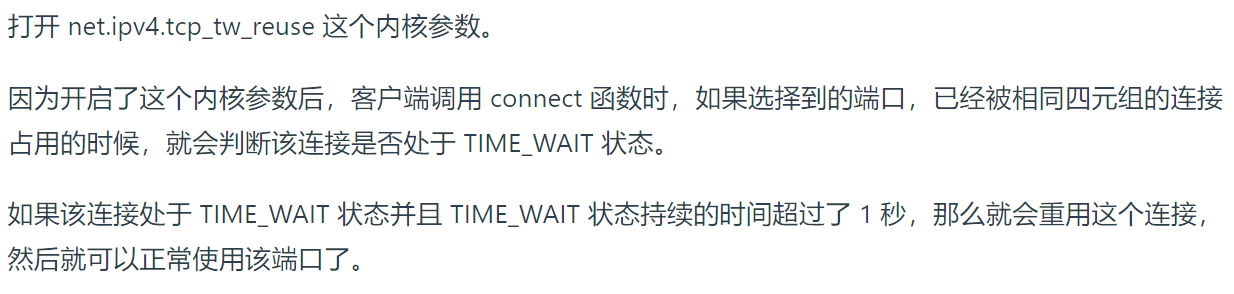 打开 net.ipv4.tcp_tw_reuse 这个内核参数。
因为开启了这个内核参数后，客户端调用 connect 函数时，如果选择到的端口，已经被相同四元组的连接
占用的时候，就会判断该连接是否处于 TIME_WAIT 状态。
如果该连接处于 TIME_WAIT 状态并且 TIME_WAIT 状态持续的时间超过了 1 秒，那么就会重用这个连接，
然后就可以正常使用该端口了。